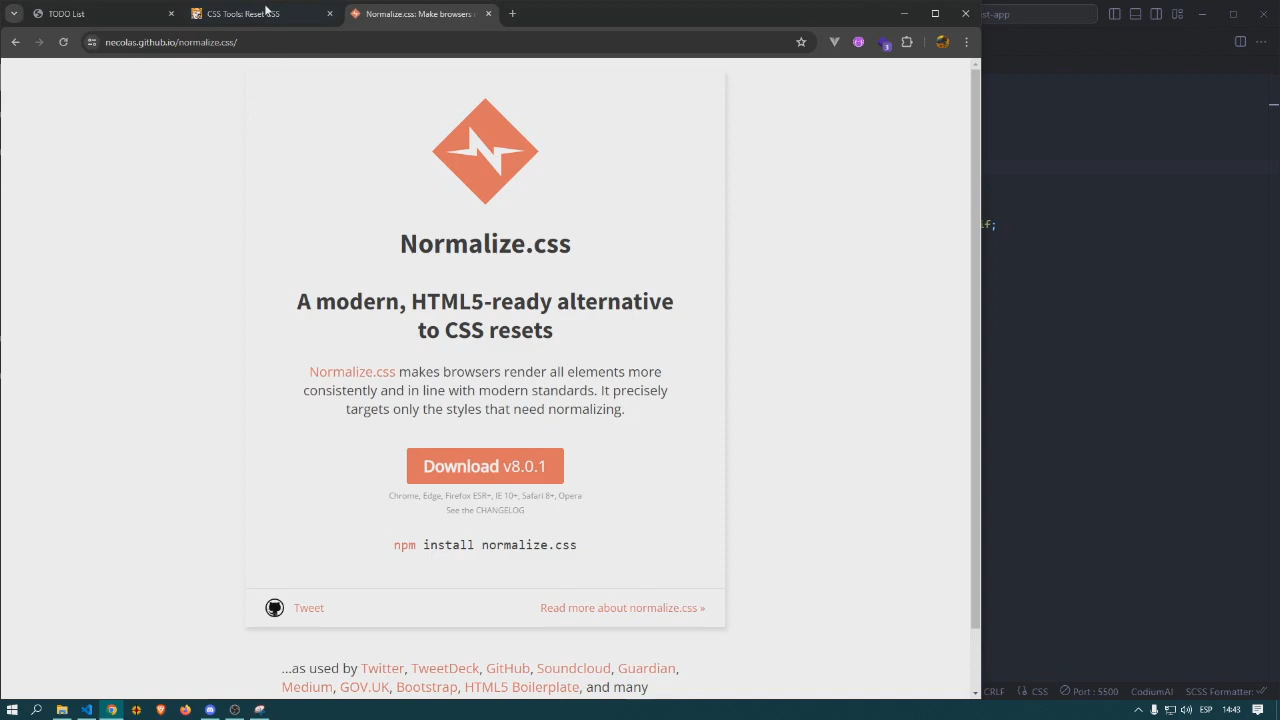 TODO List
CSS Tools: Reset CSS
Normalize.css: Make browsers
st-app
necolas.github.io/normalize.css/
3
Normalize.css
A modern, HTML5-ready alternative
to CSS resets
Normalize.css makes browsers render all elements more
consistently and in line with modern standards. It precisely
targets only the styles that need normalizing.
if;
Download v8.0.1
Chrome, Edge, Firefox ESR+, IE 10+, Safari 8+, Opera
See the CHANGELOG
npm install normalize.css
Tweet
Read more about normalize.css »
...as used by Twitter, TweetDeck, GitHub, Soundcloud, Guardian,
Medium, GOV.UK, Bootstrap, HTML5 Boilerplate, and many
CRLF
CSS
Port : 5500
CodiumAI
SCSS Formatter:
ESP
14:43